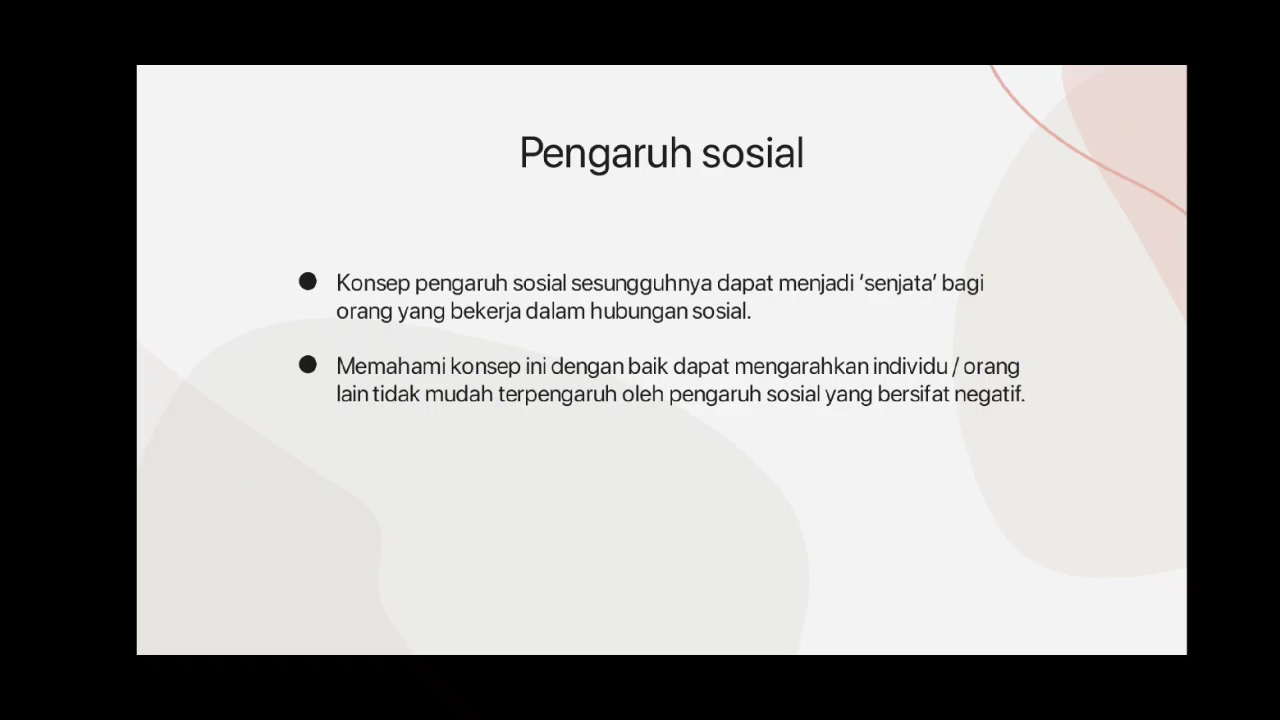 Pengaruh sosial
● Konsep pengaruh sosial sesungguhnya dapat menjadi ‘senjata’ bagi
orang yang bekerja dalam hubungan sosial.
● Memahami konsep ini dengan baik dapat mengarahkan individu / orang
lain tidak mudah terpengaruh oleh pengaruh sosial yang bersifat negatif.